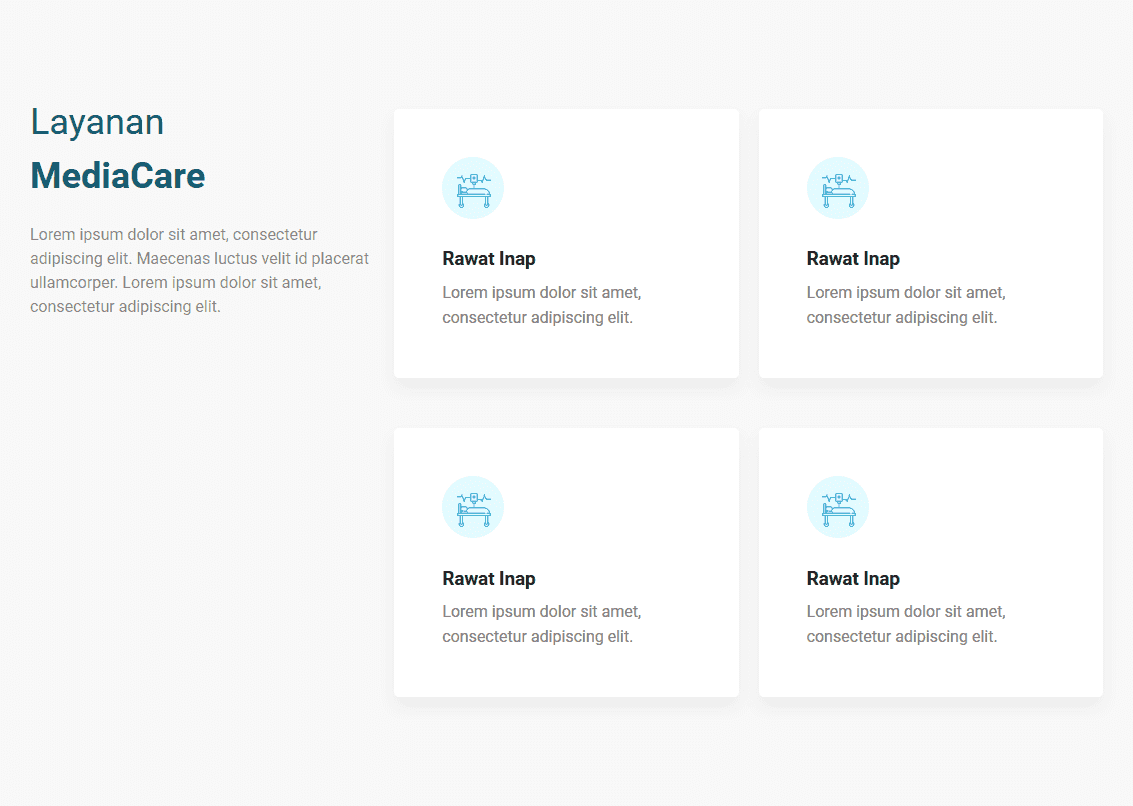 Layanan
MediaCare
Lorem ipsum dolor sit amet, consectetur
adipiscing elit. Maecenas luctus velit id placerat
ullamcorper. Lorem ipsum dolor sit amet,
consectetur adipiscing elit.
Rawat Inap
Lorem ipsum dolor sit amet,
consectetur adipiscing elit.
Rawat Inap
Lorem ipsum dolor sit amet,
consectetur adipiscing elit.
Rawat Inap
Lorem ipsum dolor sit amet,
consectetur adipiscing elit.
Rawat Inap
Lorem ipsum dolor sit amet,
consectetur adipiscing elit.